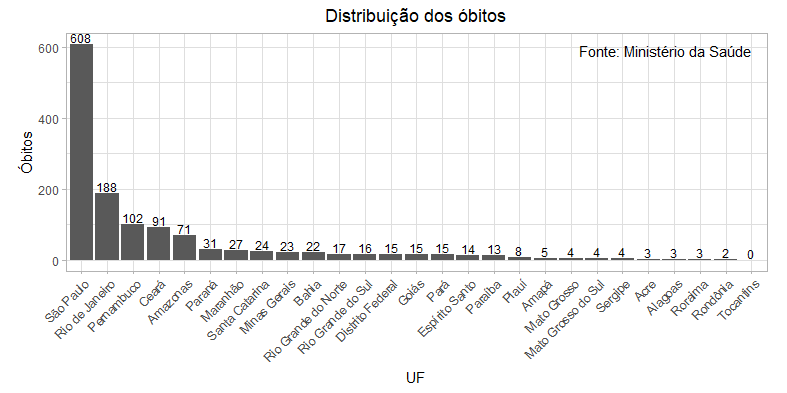 Distribuição dos óbitos
Fonte: Ministério da Saúde
Óbitos
600
400
200
0
608
188
102
91
71
31
27
24
23
22
17
16
15
15
15
14
13
8
5
4
4
4
3
3
3
2
0
São Paulo
Rio de Janeiro
Pernambuco
Ceará
Amazonas
Paraná
Maranhão
Santa Catarina
Minas Gerais
Bahia
Rio Grande do Norte
Rio Grande do Sul
Distrito Federal
Goiás
Pará
Espírito Santo
Paraíba
Piauí
Amapá
Mato Grosso
Mato Grosso do Sul
Sergipe
Acre
Alagoas
Roraima
Rondônia
Tocantins
UF